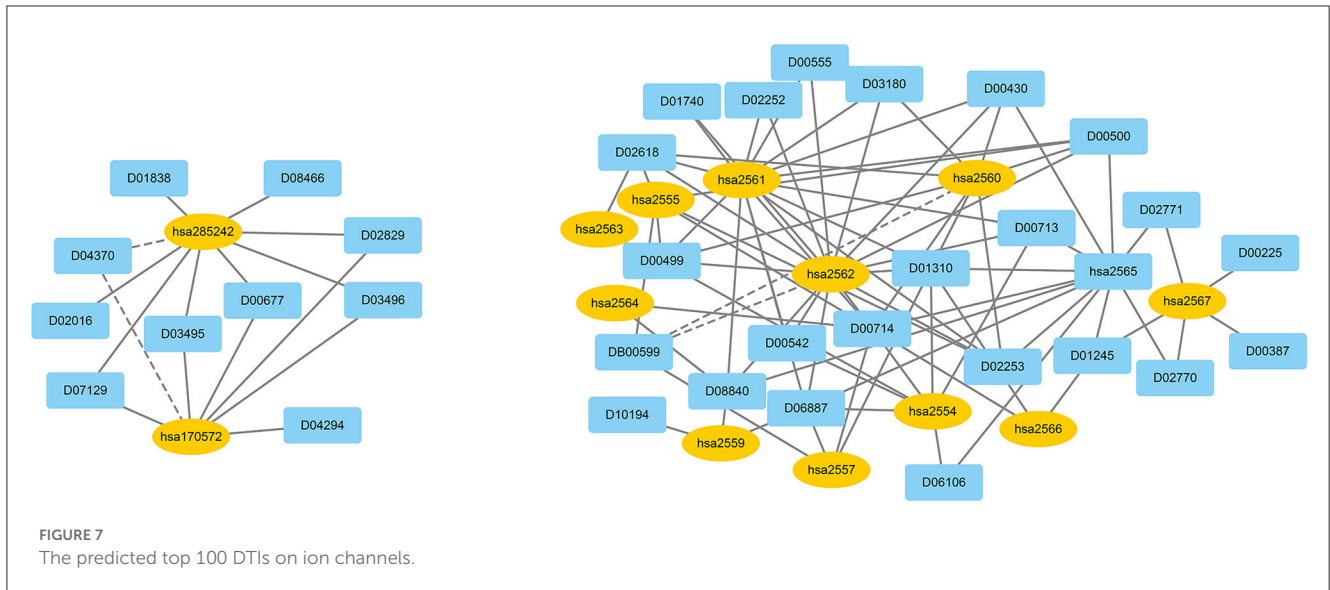 D00555
D03180
D00430
D01740
D02252
D00500
D02618
D01838
D08466
hsa2561
hsa2560
hsa2555
D02771
hsa285242
D02829
hsa2563
D00713
D00225
D04370
D00499
hsa2562
D01310
hsa2565
D00677
D03496
hsa2564
hsa2567
D02016
D03495
D00714
DB00599
D00542
D01245
D00387
D02253
D02770
D07129
D08840
D06887
D10194
hsa2554
D04294
hsa170572
hsa2559
hsa2566
hsa2557
D06106
FIGURE 7
The predicted top 100 DTIs on ion channels.